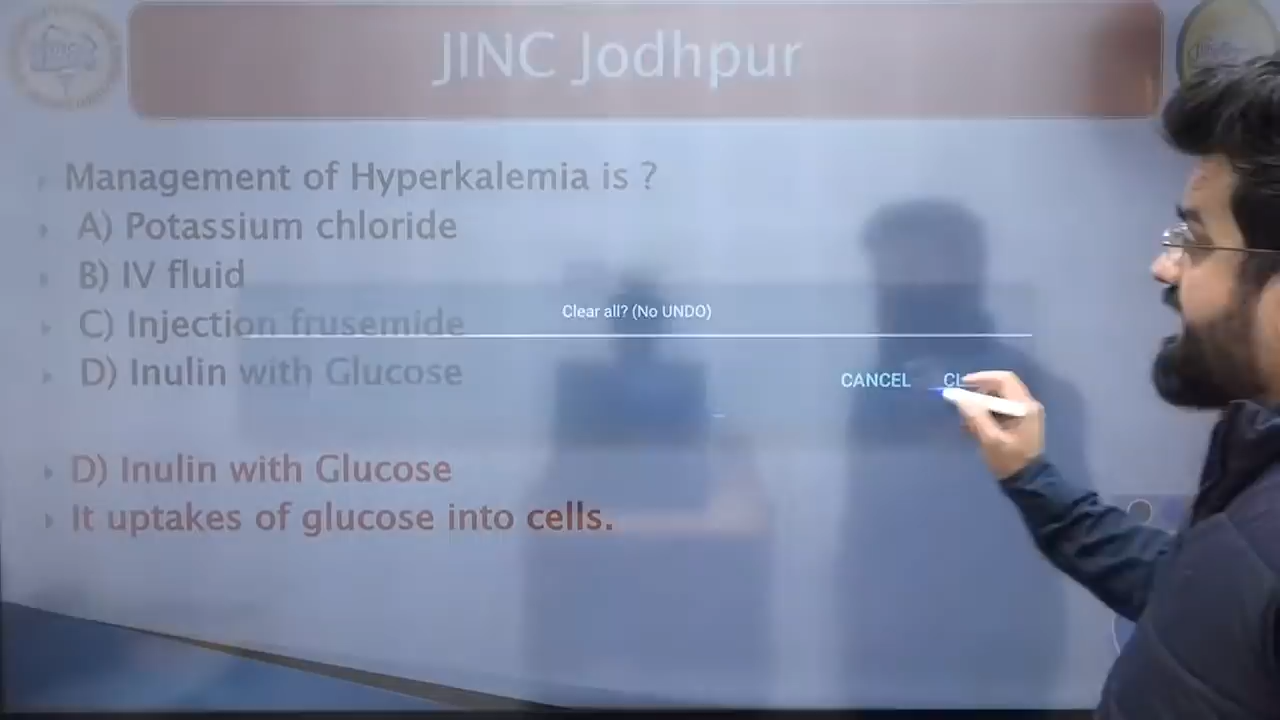 JINC Jodhpur
Management of Hyperkalemia is ?
A) Potassium chloride
B) IV fluid
C) Injection frusemide
D) Inulin with Glucose
Clear all? (No UNDO)
CANCEL
D) Inulin with Glucose
It uptakes of glucose into cells.